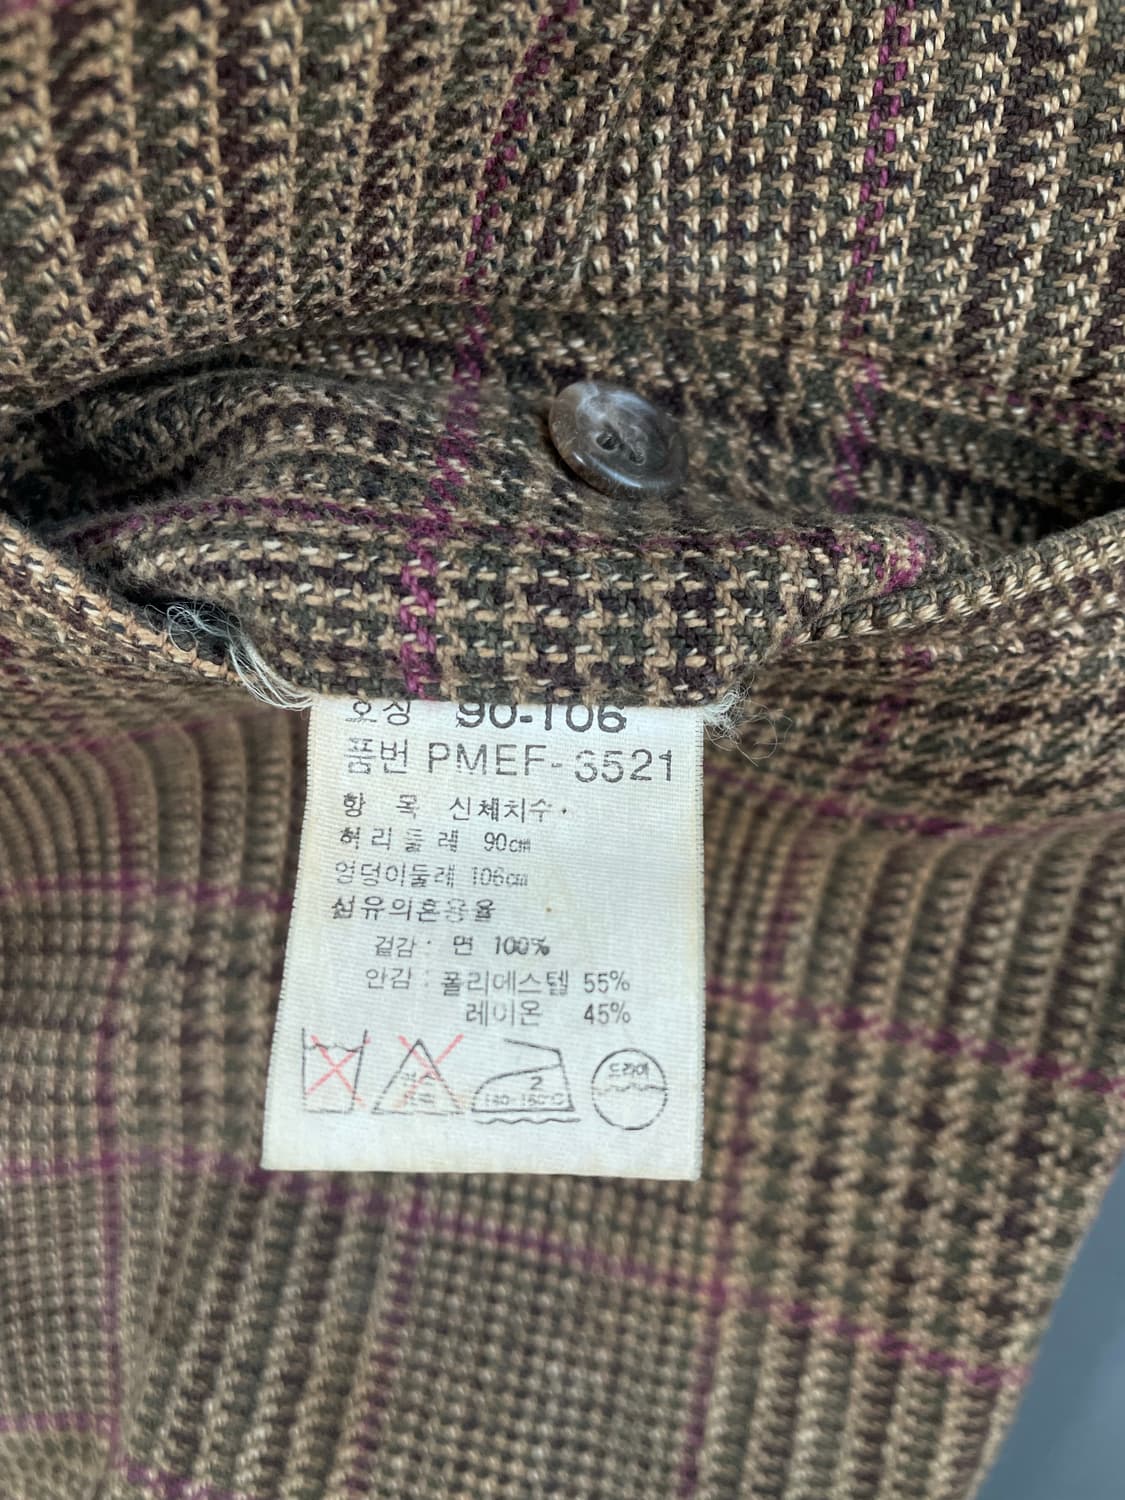 호칭 90-106
품번 PMEF-3521
항 목 신체치수
허리둘레 90cm
엉덩이둘레 106cm
섬유의혼용율
겉감: 면 100%
안감: 폴리에스텔 55%
레이온 45%
2
드라이